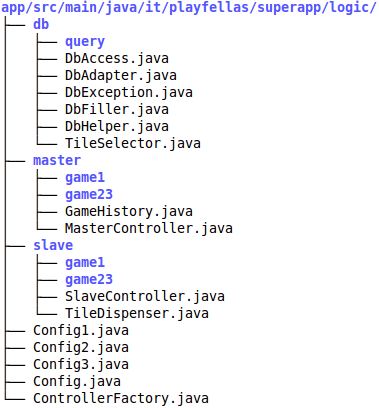 app/src/main/java/it/playfellas/superapp/logic/
├── db
│   ├── query
│   ├── DbAccess.java
│   ├── DbAdapter.java
│   ├── DbException.java
│   ├── DbFiller.java
│   ├── DbHelper.java
│   └── TileSelector.java
├── master
│   ├── game1
│   ├── game23
│   ├── GameHistory.java
│   └── MasterController.java
├── slave
│   ├── game1
│   ├── game23
│   ├── SlaveController.java
│   └── TileDispenser.java
├── Config1.java
├── Config2.java
├── Config3.java
├── Config.java
└── ControllerFactory.java